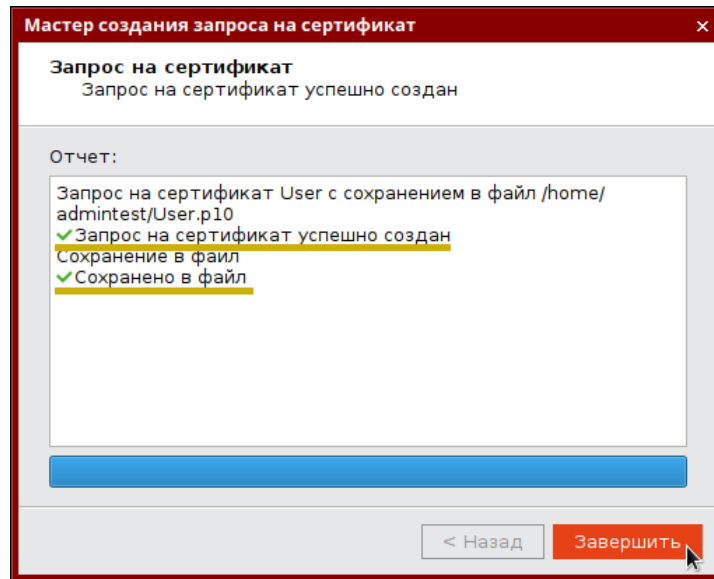 Мастер создания запроса на сертификат
Запрос на сертификат
Запрос на сертификат успешно создан
Отчет:
Запрос на сертификат User с сохранением в файл /home/
admintest/User.p10
Запрос на сертификат успешно создан
Сохранение в файл
Сохранено в файл
< Назад
Завершить